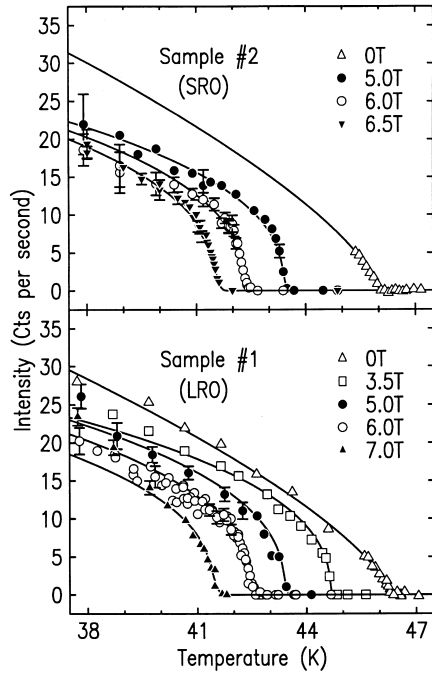 35
30
25
20
15
10
5
0
Sample #2
(SRO)
0T
5.0T
6.0T
6.5T
Intensity (Cts per second)
35
30
25
20
15
10
5
0
Sample #1
(LRO)
0T
3.5T
5.0T
6.0T
7.0T
38
41
44
47
Temperature (K)